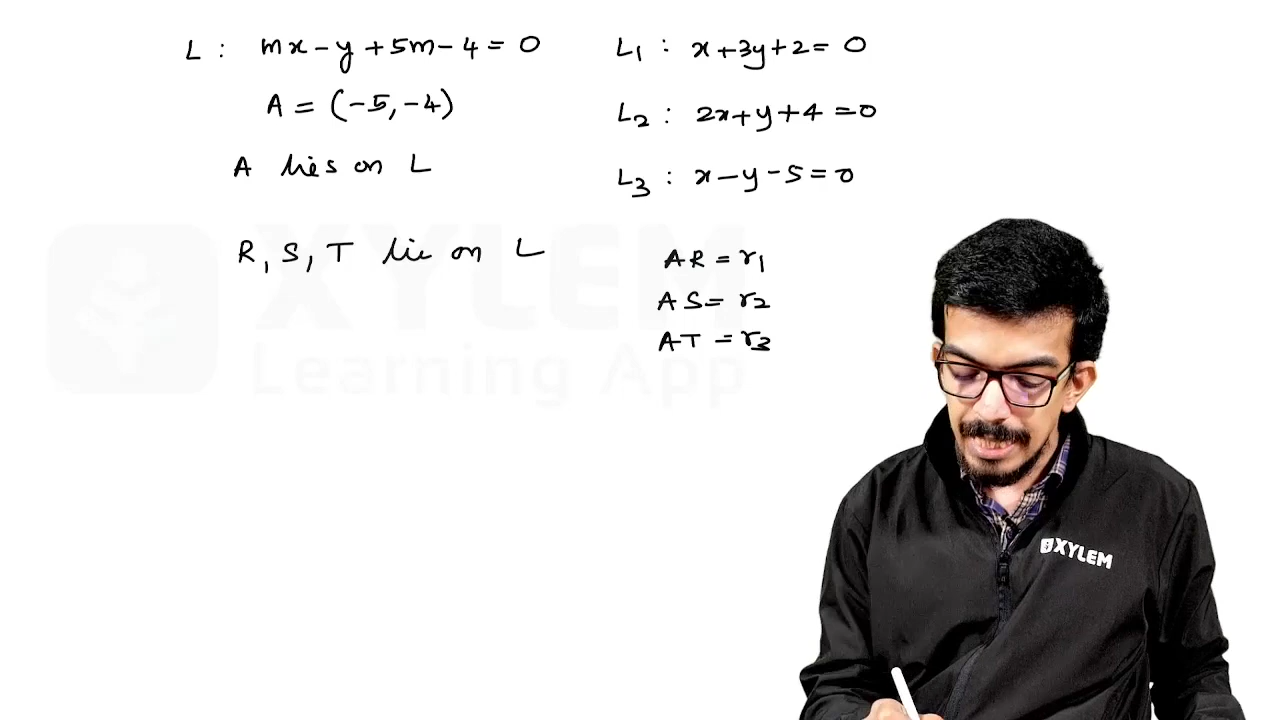 L : mx - y + 5m - 4 = 0
A = (-5, -4)
A lies on L
R, S, T lie on L
L1 : x + 3y + 2 = 0
L2 : 2x + y + 4 = 0
L3 : x - y - 5 = 0
AR = r1
AS = r2
AT = r3
XYLEM
Learning App
XYLEM